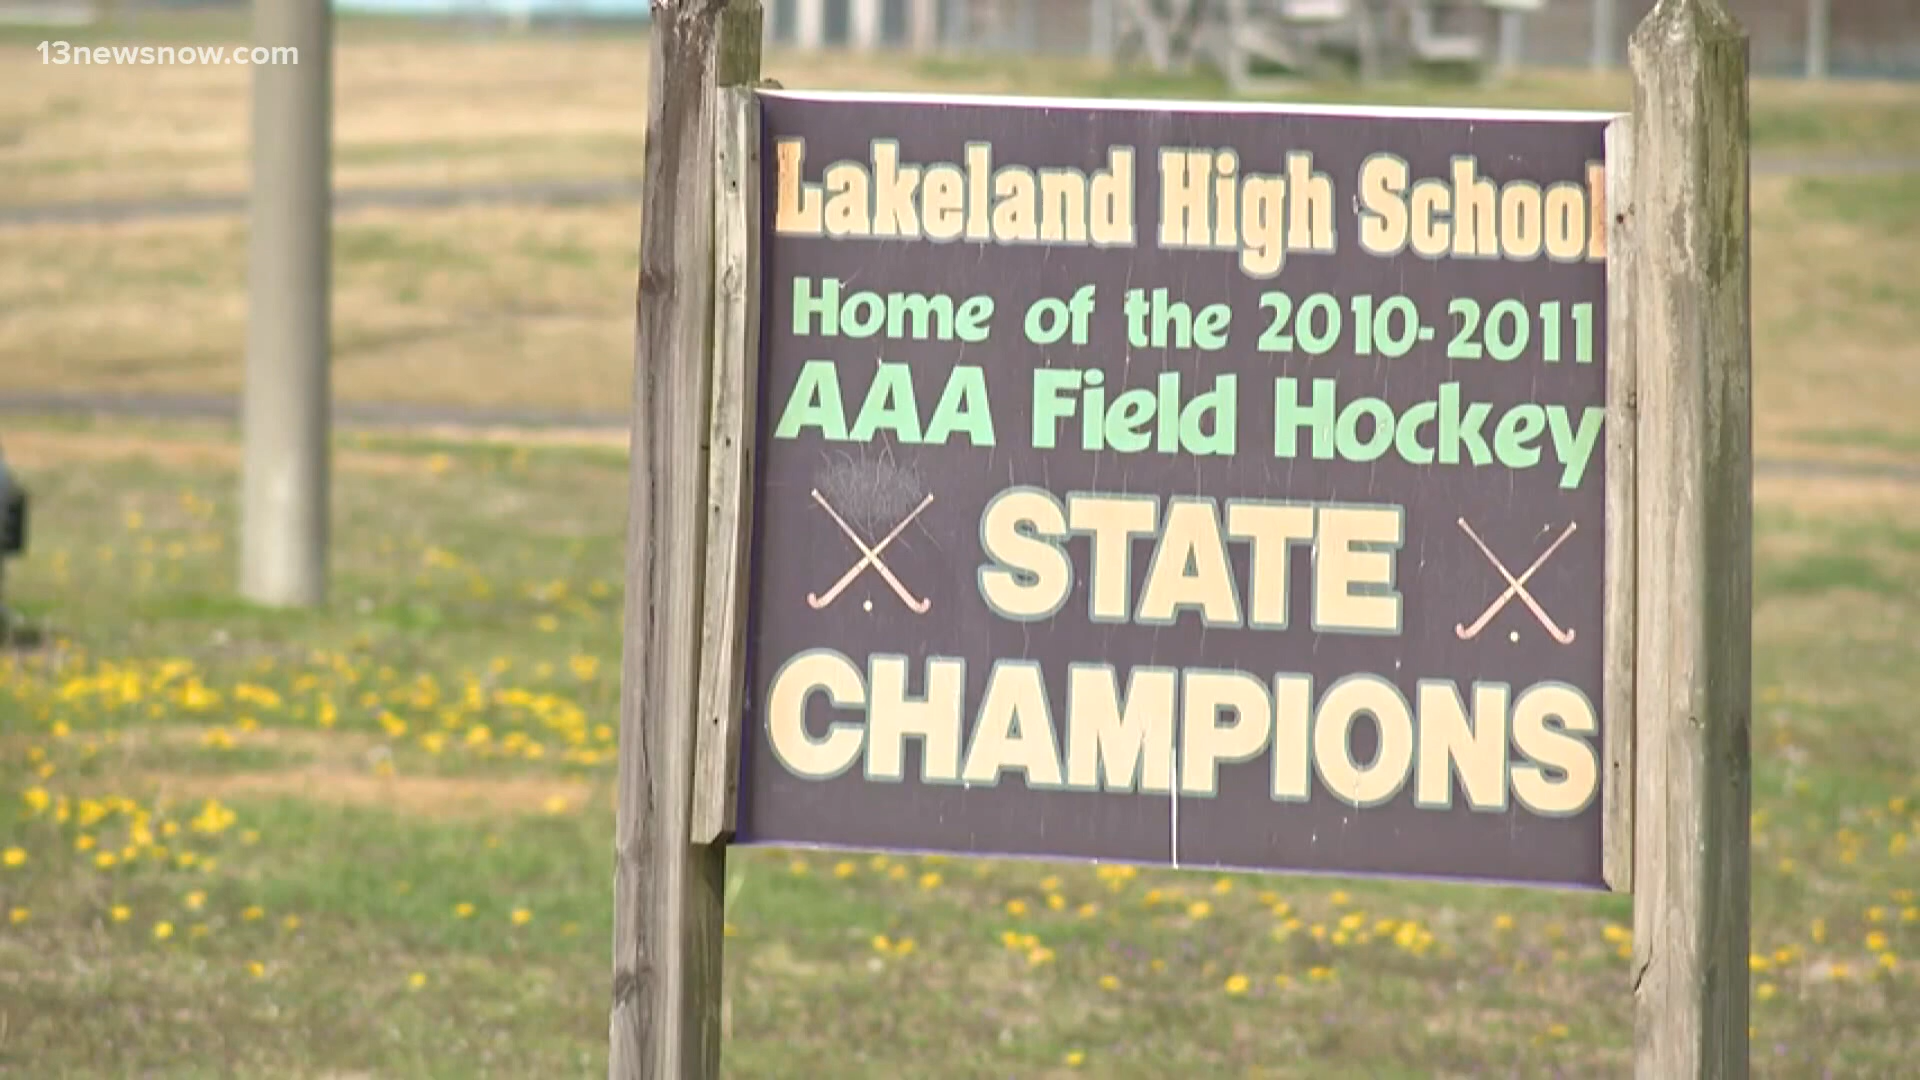 13newsnow.com
Lakeland High School
Home of the 2010-2011
AAA Field Hockey
STATE
CHAMPIONS